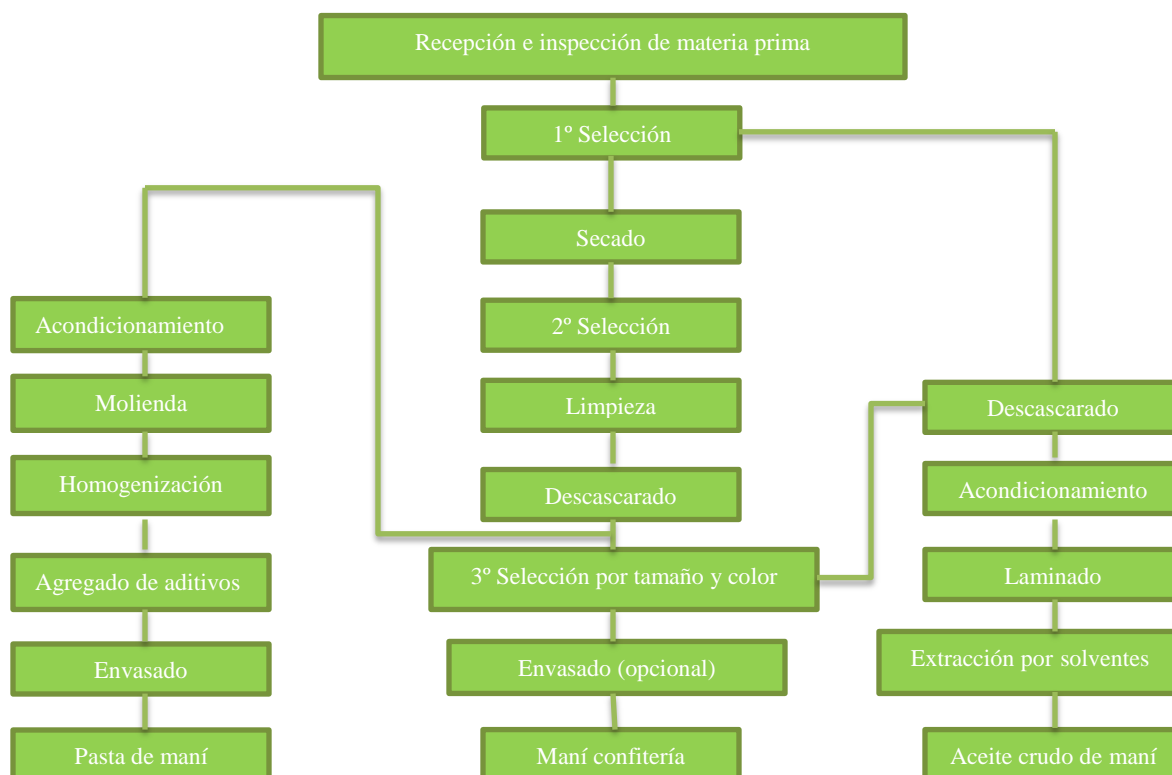 Recepción e inspección de materia prima
1º Selección
Secado
2º Selección
Limpieza
Descascarado
3º Selección por tamaño y color
Envasado (opcional)
Maní confitería
Acondicionamiento
Molienda
Homogenización
Agregado de aditivos
Envasado
Pasta de maní
Descascarado
Acondicionamiento
Laminado
Extracción por solventes
Aceite crudo de maní